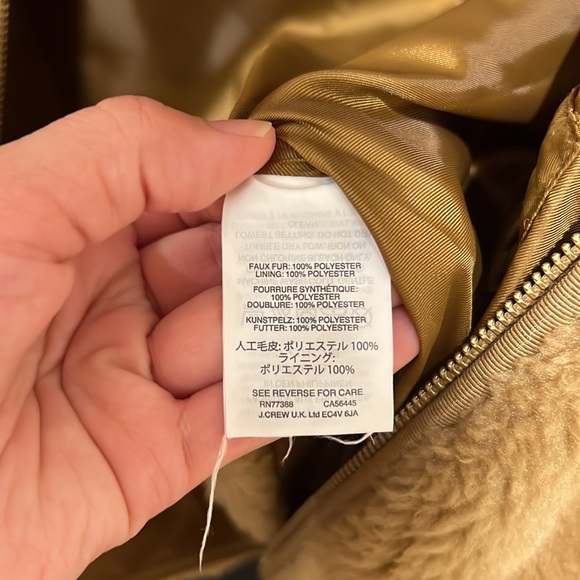 FAUX FUR: 100% POLYESTER
LINING: 100% POLYESTER
FOURRURE SYNTHÉTIQUE:
100% POLYESTER
DOUBLURE: 100% POLYESTER
KUNSTPELZ: 100% POLYESTER
FUTTER: 100% POLYESTER
人工毛皮: ポリエステル 100%
ライニング:
ポリエステル 100%
SEE REVERSE FOR CARE
RN77388 CA56445
J.CREW U.K. Ltd EC4V 6JA